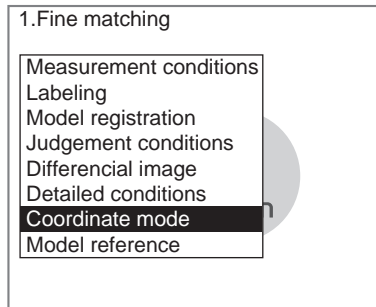 1.Fine matching
Measurement conditions
Labeling
Model registration
Judgement conditions
Differencial image
Detailed conditions
Coordinate mode
Model reference